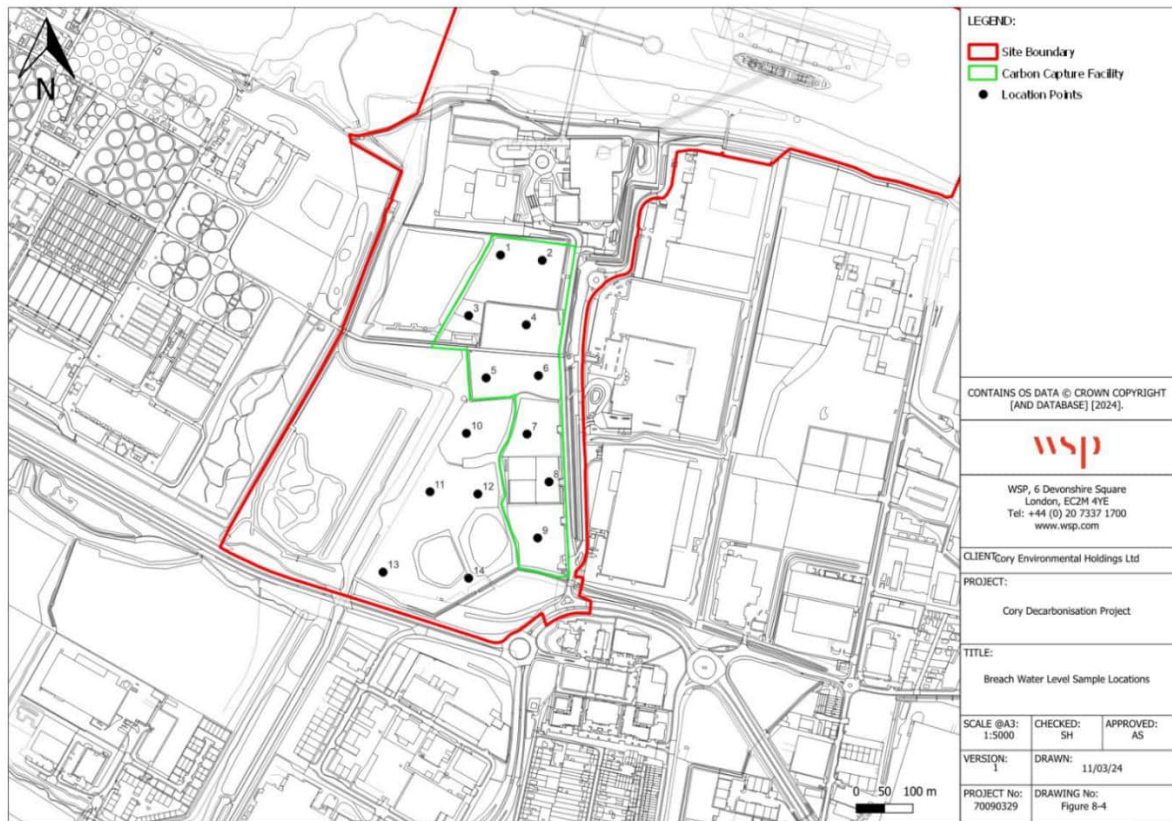 N
1
2
3
4
5
6
7
8
9
10
11
12
13
14
0 50 100 m
LEGEND:
Site Boundary
Carbon Capture Facility
Location Points
CONTAINS OS DATA © CROWN COPYRIGHT
[AND DATABASE] [2024].
wsp
WSP, 6 Devonshire Square
London, EC2M 4YE
Tel: +44 (0) 20 7337 1700
www.wsp.com
CLIENT:Cory Environmental Holdings Ltd
PROJECT:
Cory Decarbonisation Project
TITLE:
Breach Water Level Sample Locations
SCALE @A3:
1:5000
CHECKED:
SH
APPROVED:
AS
VERSION:
1
DRAWN:
11/03/24
PROJECT No:
70090329
DRAWING No:
Figure 8-4